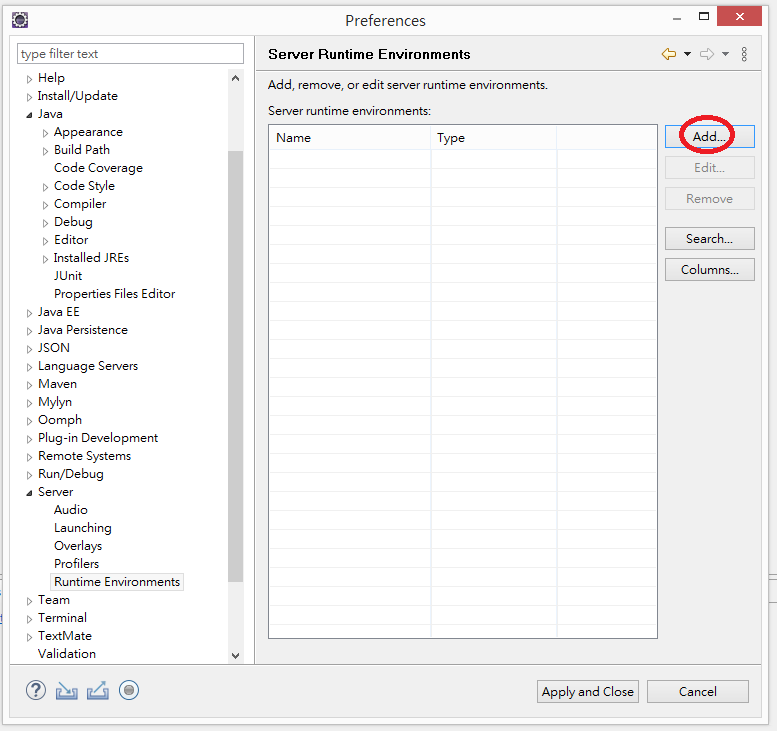 Preferences
type filter text
Help
Install/Update
Java
Appearance
Build Path
Code Coverage
Code Style
Compiler
Debug
Editor
Installed JREs
JUnit
Properties Files Editor
Java EE
Java Persistence
JSON
Language Servers
Maven
Mylyn
Oomph
Plug-in Development
Remote Systems
Run/Debug
Server
Audio
Launching
Overlays
Profilers
Runtime Environments
Team
Terminal
TextMate
Validation
Server Runtime Environments
Add, remove, or edit server runtime environments.
Server runtime environments:
Name Type
Add...
Edit...
Remove
Search...
Columns...
Apply and Close Cancel